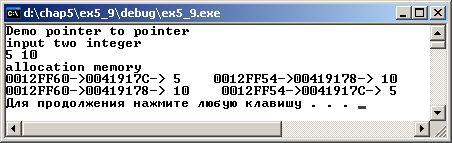 d:\chap5\ex5_9\debug\ex5_9.exe
Demo pointer to pointer
input two integer
5 10
allocation memory
0012FF60->0041917C-> 5    0012FF54->00419178-> 10
0012FF60->00419178-> 10    0012FF54->0041917C-> 5
Для продолжения нажмите любую клавишу . . .